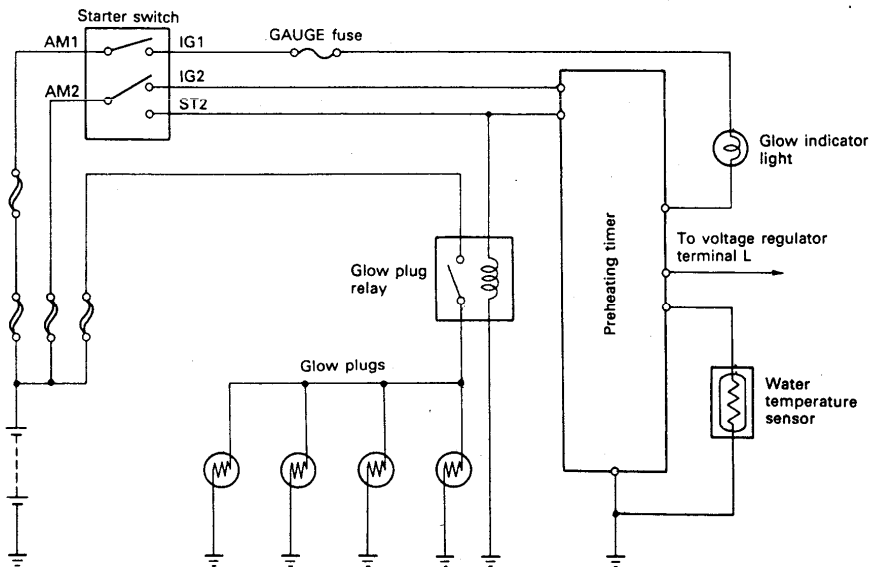 Starter switch
AM1
IG1
GAUGE fuse
IG2
AM2
ST2
Glow indicator
light
To voltage regulator
terminal L
Glow plug
relay
Preheating timer
Glow plugs
Water
temperature
sensor